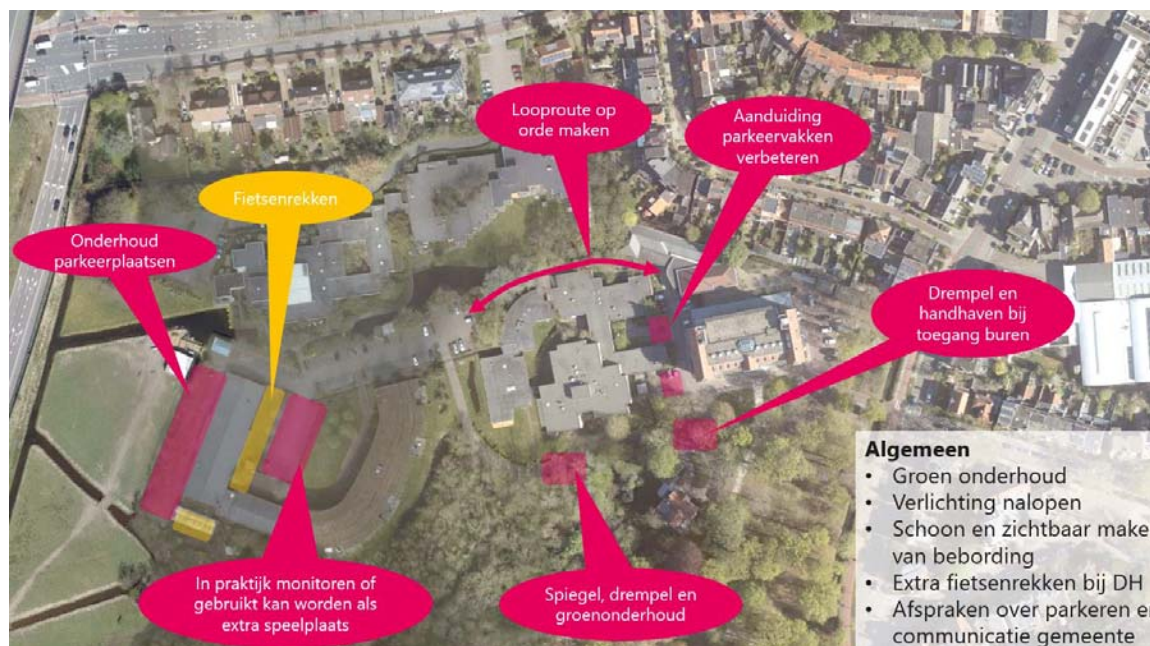 Looproute op
orde maken
Aanduiding
parkeervakken
verbeteren
Fietsenrekken
Onderhoud
parkeerplaatsen
Drempel en
handhaven bij
toegang buren
In praktijk monitoren of
gebruikt kan worden als
extra speelplaats
Spiegel, drempel en
groenonderhoud
Algemeen
• Groen onderhoud
• Verlichting nalopen
• Schoon en zichtbaar make
van bebording
• Extra fietsenrekken bij DH
• Afspraken over parkeren e
communicatie gemeente